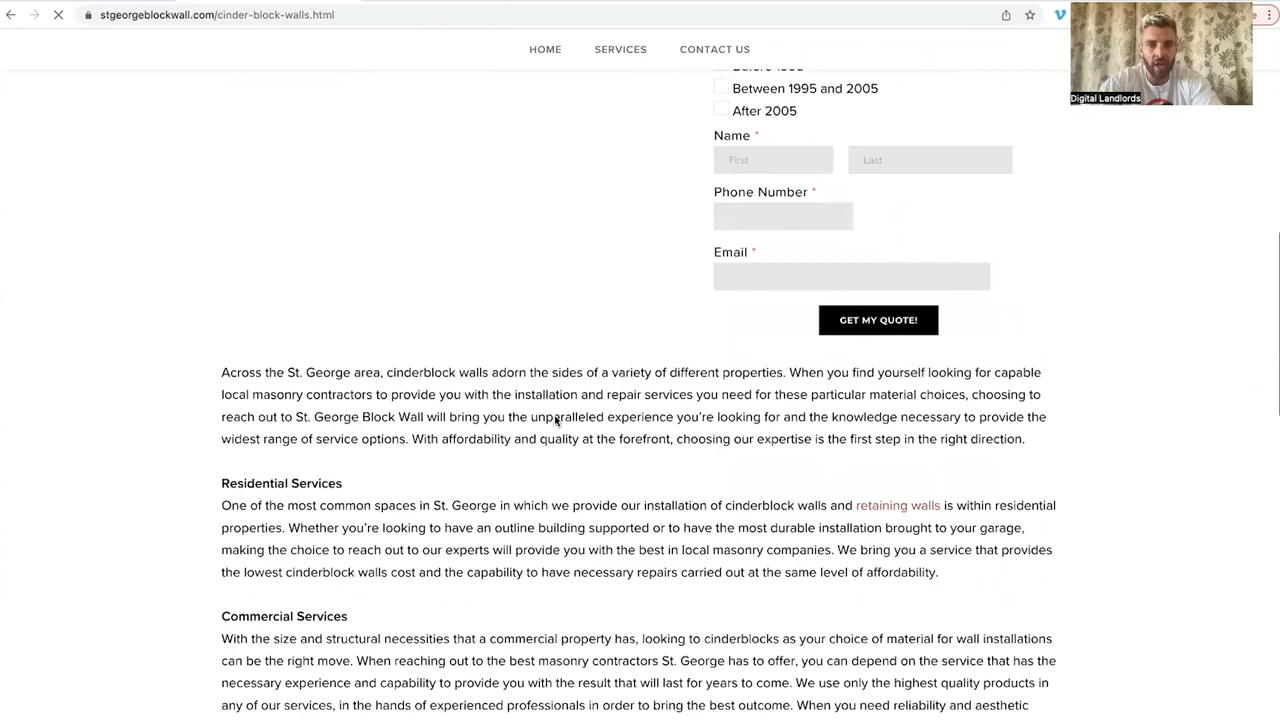 stgeorgeblockwall.com/cinder-block-walls.html
HOME SERVICES CONTACT US
Digital Landlords
Between 1995 and 2005
After 2005
Name *
First Last
Phone Number *
Email *
GET MY QUOTE!
Across the St. George area, cinderblock walls adorn the sides of a variety of different properties. When you find yourself looking for capable
local masonry contractors to provide you with the installation and repair services you need for these particular material choices, choosing to
reach out to St. George Block Wall will bring you the unparalleled experience you're looking for and the knowledge necessary to provide the
widest range of service options. With affordability and quality at the forefront, choosing our expertise is the first step in the right direction.
Residential Services
One of the most common spaces in St. George in which we provide our installation of cinderblock walls and retaining walls is within residential
properties. Whether you're looking to have an outline building supported or to have the most durable installation brought to your garage,
making the choice to reach out to our experts will provide you with the best in local masonry companies. We bring you a service that provides
the lowest cinderblock walls cost and the capability to have necessary repairs carried out at the same level of affordability.
Commercial Services
With the size and structural necessities that a commercial property has, looking to cinderblocks as your choice of material for wall installations
can be the right move. When reaching out to the best masonry contractors St. George has to offer, you can depend on the service that has the
necessary experience and capability to provide you with the result that will last for years to come. We use only the highest quality products in
any of our services, in the hands of experienced professionals in order to bring the best outcome. When you need reliability and aesthetic